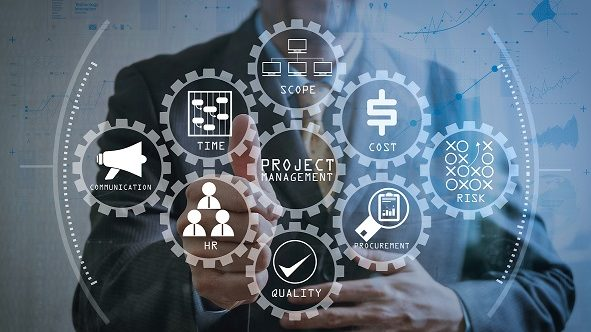 SCOPE
TIME
COST
COMMUNICATION
PROJECT
MANAGEMENT
RISK
HR
PROCUREMENT
QUALITY